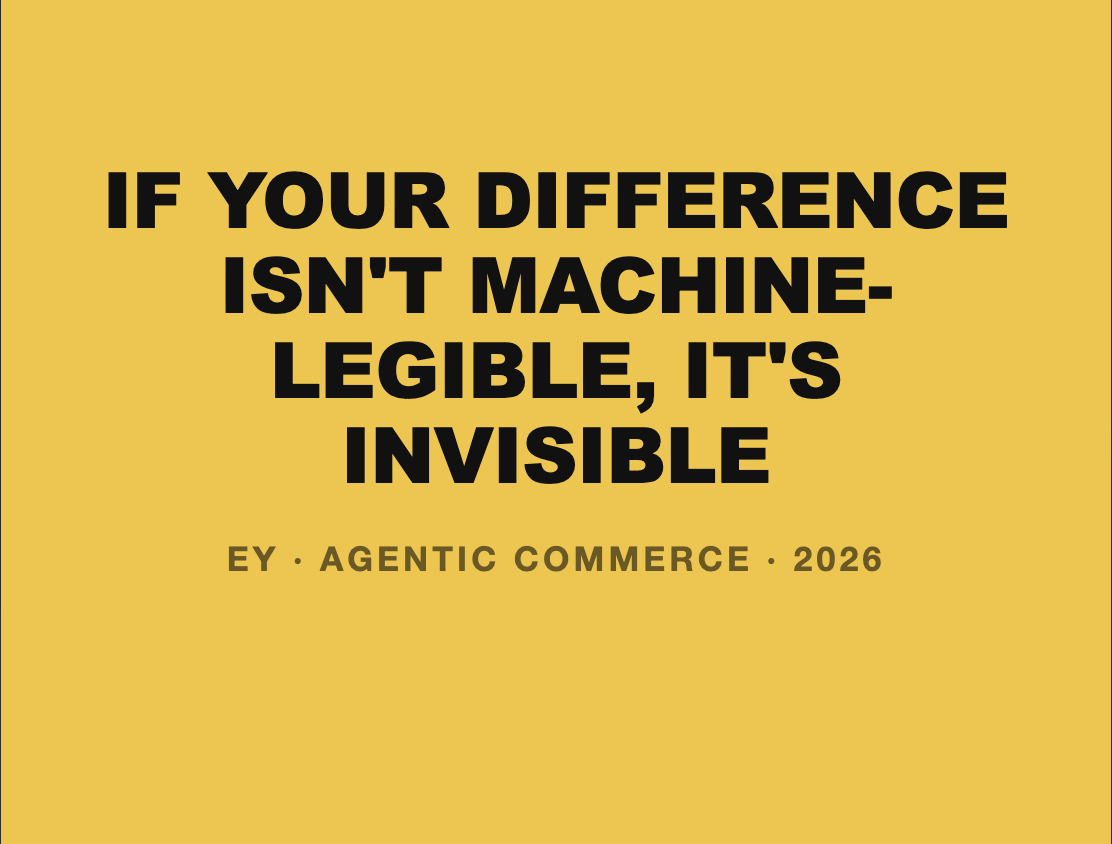 IF YOUR DIFFERENCE
ISN'T MACHINE-
LEGIBLE, IT'S
INVISIBLE
EY · AGENTIC COMMERCE · 2026